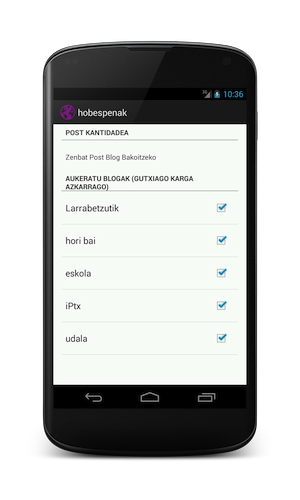 3G 10:36
hobespenak
POST KANTIDADEA
Zenbat Post Blog Bakoitzeko
AUKERATU BLOGAK (GUTXIAGO KARGA
AZKARRAGO)
Larrabetzutik
hori bai
eskola
iPtx
udala